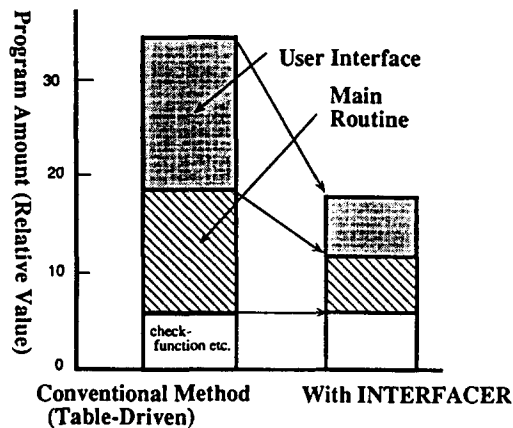 Program Amount (Relative Value)
30
20
10
0
User Interface
Main
Routine
check-
function etc.
Conventional Method
(Table-Driven)
With INTERFACER